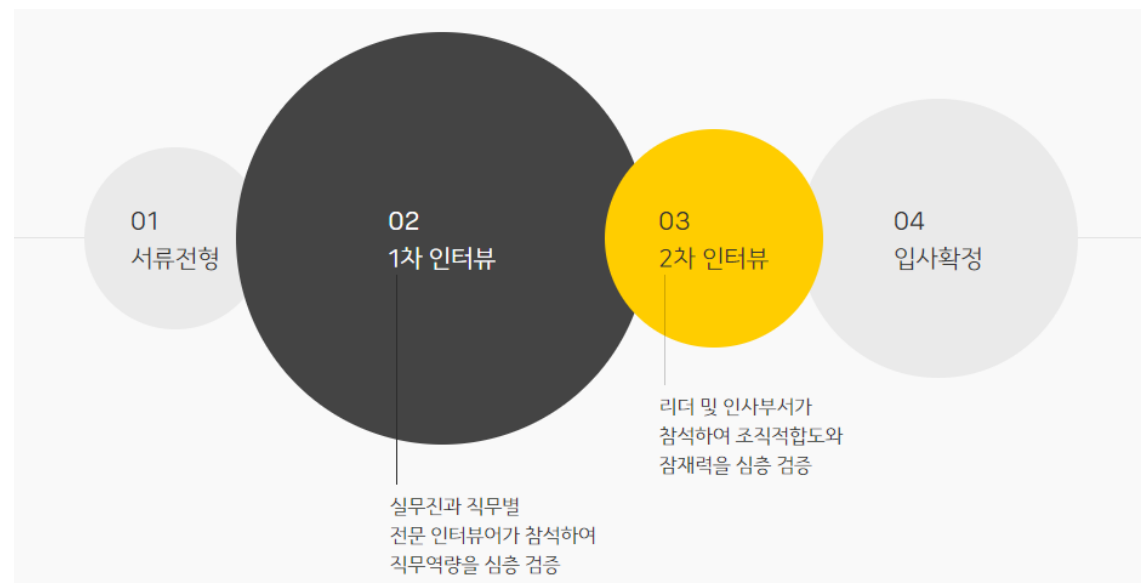 01
서류전형
02
1차 인터뷰
03
2차 인터뷰
04
입사확정
리더 및 인사부서가
참석하여 조직적합도와
잠재력을 심층 검증
실무진과 직무별
전문 인터뷰어가 참석하여
직무역량을 심층 검증